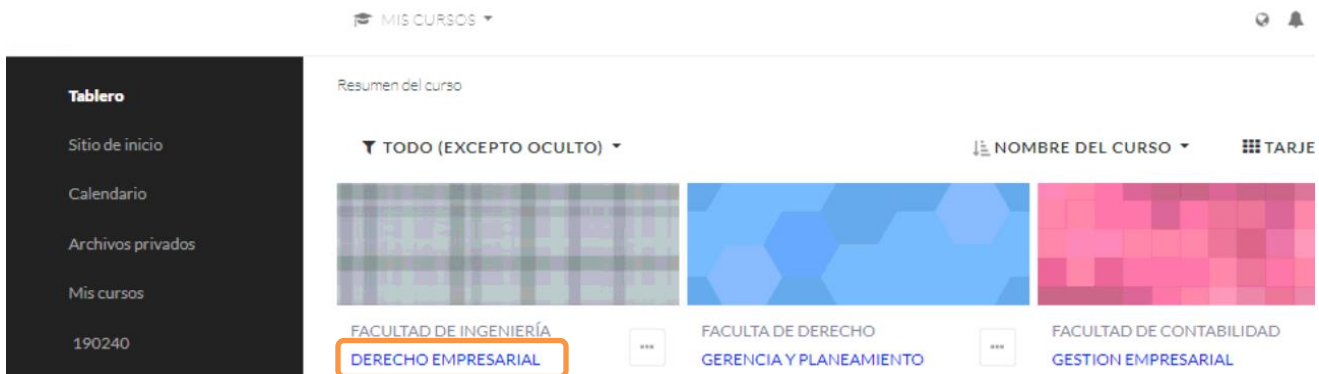 MIS CURSOS
Tablero
Sitio de inicio
Calendario
Archivos privados
Mis cursos
190240
Resumen del curso
TODO (EXCEPTO OCULTO)
NOMBRE DEL CURSO
TARJE
FACULTAD DE INGENIERÍA
DERECHO EMPRESARIAL
FACULTA DE DERECHO
GERENCIA Y PLANEAMIENTO
FACULTAD DE CONTABILIDAD
GESTION EMPRESARIAL